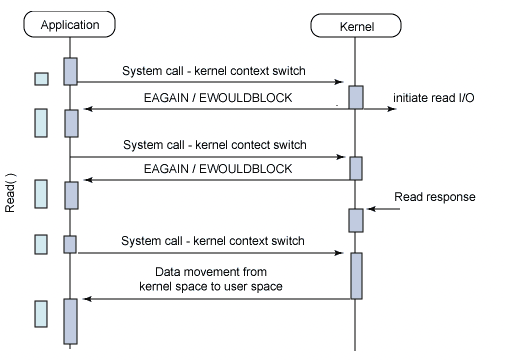 Application
Kernel
System call - kernel context switch
EAGAIN / EWOULDBLOCK
initiate read I/O
System call - kernel contect switch
EAGAIN / EWOULDBLOCK
Read( )
Read response
System call - kernel context switch
Data movement from
kernel space to user space